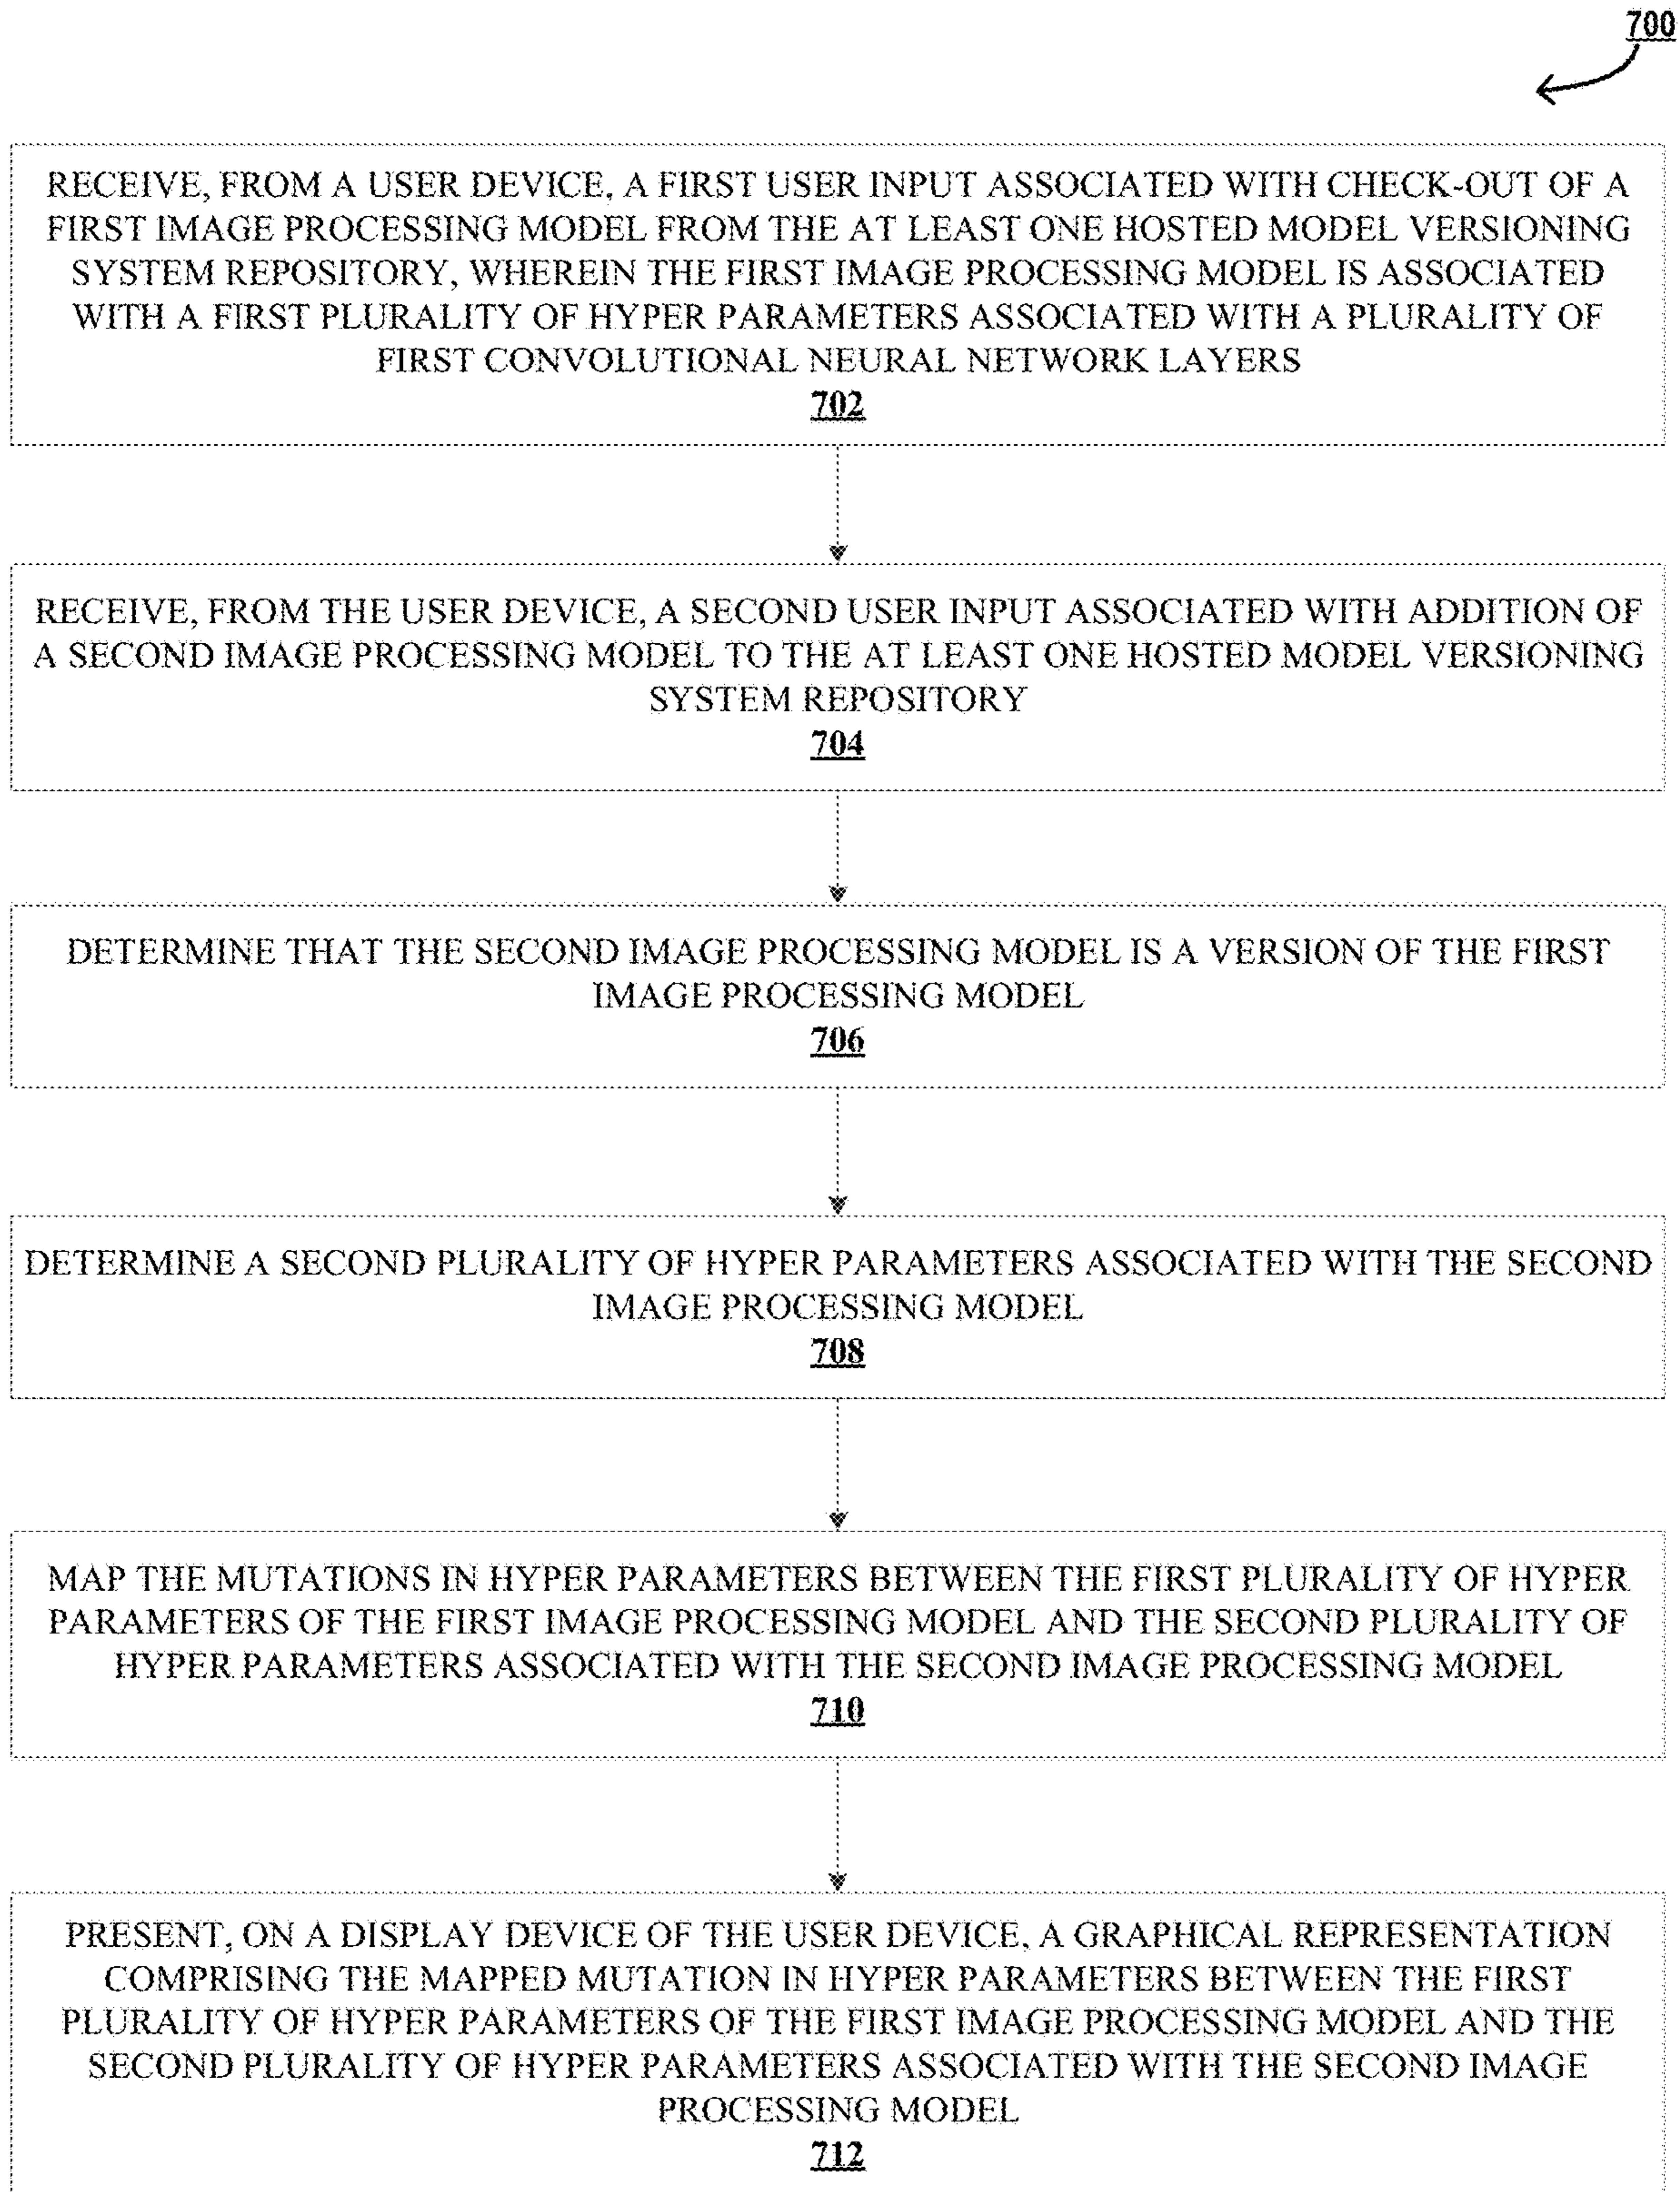 700
RECEIVE, FROM A USER DEVICE, A FIRST USER INPUT ASSOCIATED WITH CHECK-OUT OF A
FIRST IMAGE PROCESSING MODEL FROM THE AT LEAST ONE HOSTED MODEL VERSIONING
SYSTEM REPOSITORY, WHEREIN THE FIRST IMAGE PROCESSING MODEL IS ASSOCIATED
WITH A FIRST PLURALITY OF HYPER PARAMETERS ASSOCIATED WITH A PLURALITY OF
FIRST CONVOLUTIONAL NEURAL NETWORK LAYERS
702
RECEIVE, FROM THE USER DEVICE, A SECOND USER INPUT ASSOCIATED WITH ADDITION OF
A SECOND IMAGE PROCESSING MODEL TO THE AT LEAST ONE HOSTED MODEL VERSIONING
SYSTEM REPOSITORY
704
DETERMINE THAT THE SECOND IMAGE PROCESSING MODEL IS A VERSION OF THE FIRST
IMAGE PROCESSING MODEL
706
DETERMINE A SECOND PLURALITY OF HYPER PARAMETERS ASSOCIATED WITH THE SECOND
IMAGE PROCESSING MODEL
708
MAP THE MUTATIONS IN HYPER PARAMETERS BETWEEN THE FIRST PLURALITY OF HYPER
PARAMETERS OF THE FIRST IMAGE PROCESSING MODEL AND THE SECOND PLURALITY OF
HYPER PARAMETERS ASSOCIATED WITH THE SECOND IMAGE PROCESSING MODEL
710
PRESENT, ON A DISPLAY DEVICE OF THE USER DEVICE, A GRAPHICAL REPRESENTATION
COMPRISING THE MAPPED MUTATION IN HYPER PARAMETERS BETWEEN THE FIRST
PLURALITY OF HYPER PARAMETERS OF THE FIRST IMAGE PROCESSING MODEL AND THE
SECOND PLURALITY OF HYPER PARAMETERS ASSOCIATED WITH THE SECOND IMAGE
PROCESSING MODEL
712